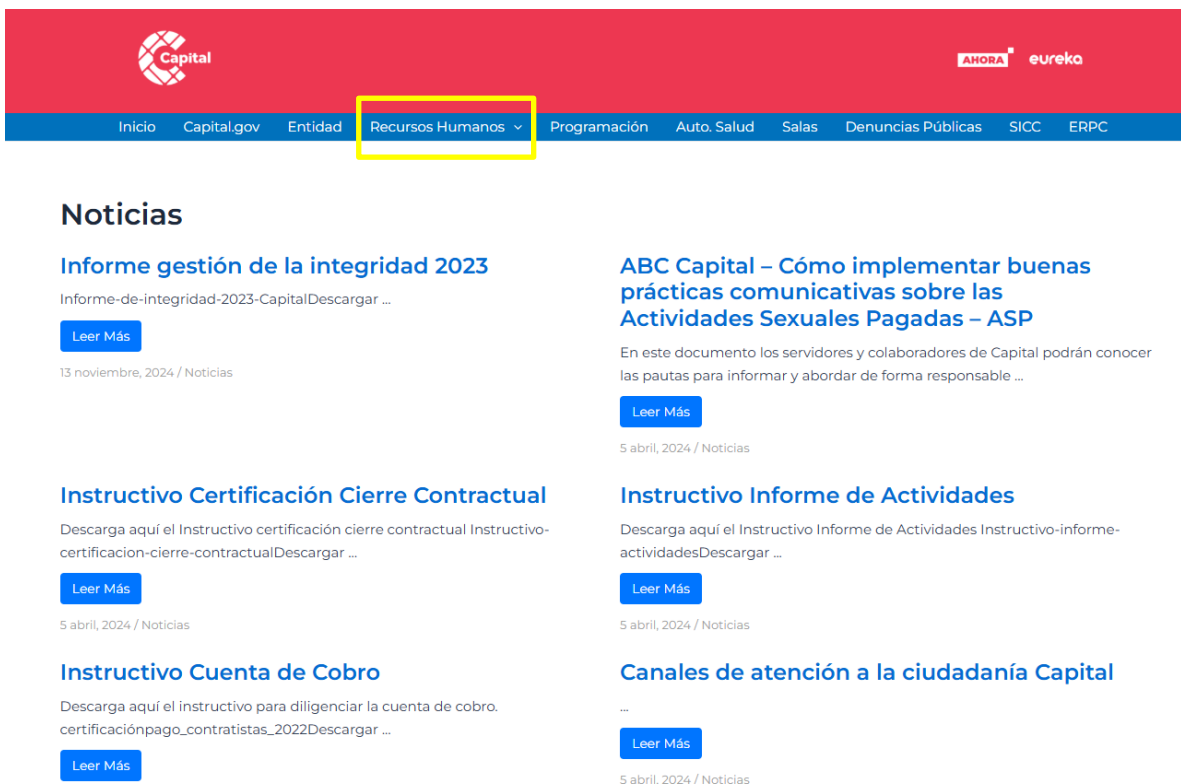 Capital
AHORA eureka
Inicio Capital.gov Entidad Recursos Humanos Programación Auto. Salud Salas Denuncias Públicas SICC ERPC
Noticias
Informe gestión de la integridad 2023
Informe-de-integridad-2023-CapitalDescargar ...
Leer Más
13 noviembre, 2024 / Noticias
ABC Capital – Cómo implementar buenas
prácticas comunicativas sobre las
Actividades Sexuales Pagadas – ASP
En este documento los servidores y colaboradores de Capital podrán conocer
las pautas para informar y abordar de forma responsable ...
Leer Más
5 abril, 2024 / Noticias
Instructivo Certificación Cierre Contractual
Descarga aquí el Instructivo certificación cierre contractual Instructivo-
certificacion-cierre-contractualDescargar ...
Leer Más
5 abril, 2024 / Noticias
Instructivo Informe de Actividades
Descarga aquí el Instructivo Informe de Actividades Instructivo-informe-
actividadesDescargar ...
Leer Más
5 abril, 2024 / Noticias
Instructivo Cuenta de Cobro
Descarga aquí el instructivo para diligenciar la cuenta de cobro.
certificaciónpago_contratistas_2022Descargar ...
Leer Más
Canales de atención a la ciudadanía Capital
...
Leer Más
5 abril, 2024 / Noticias